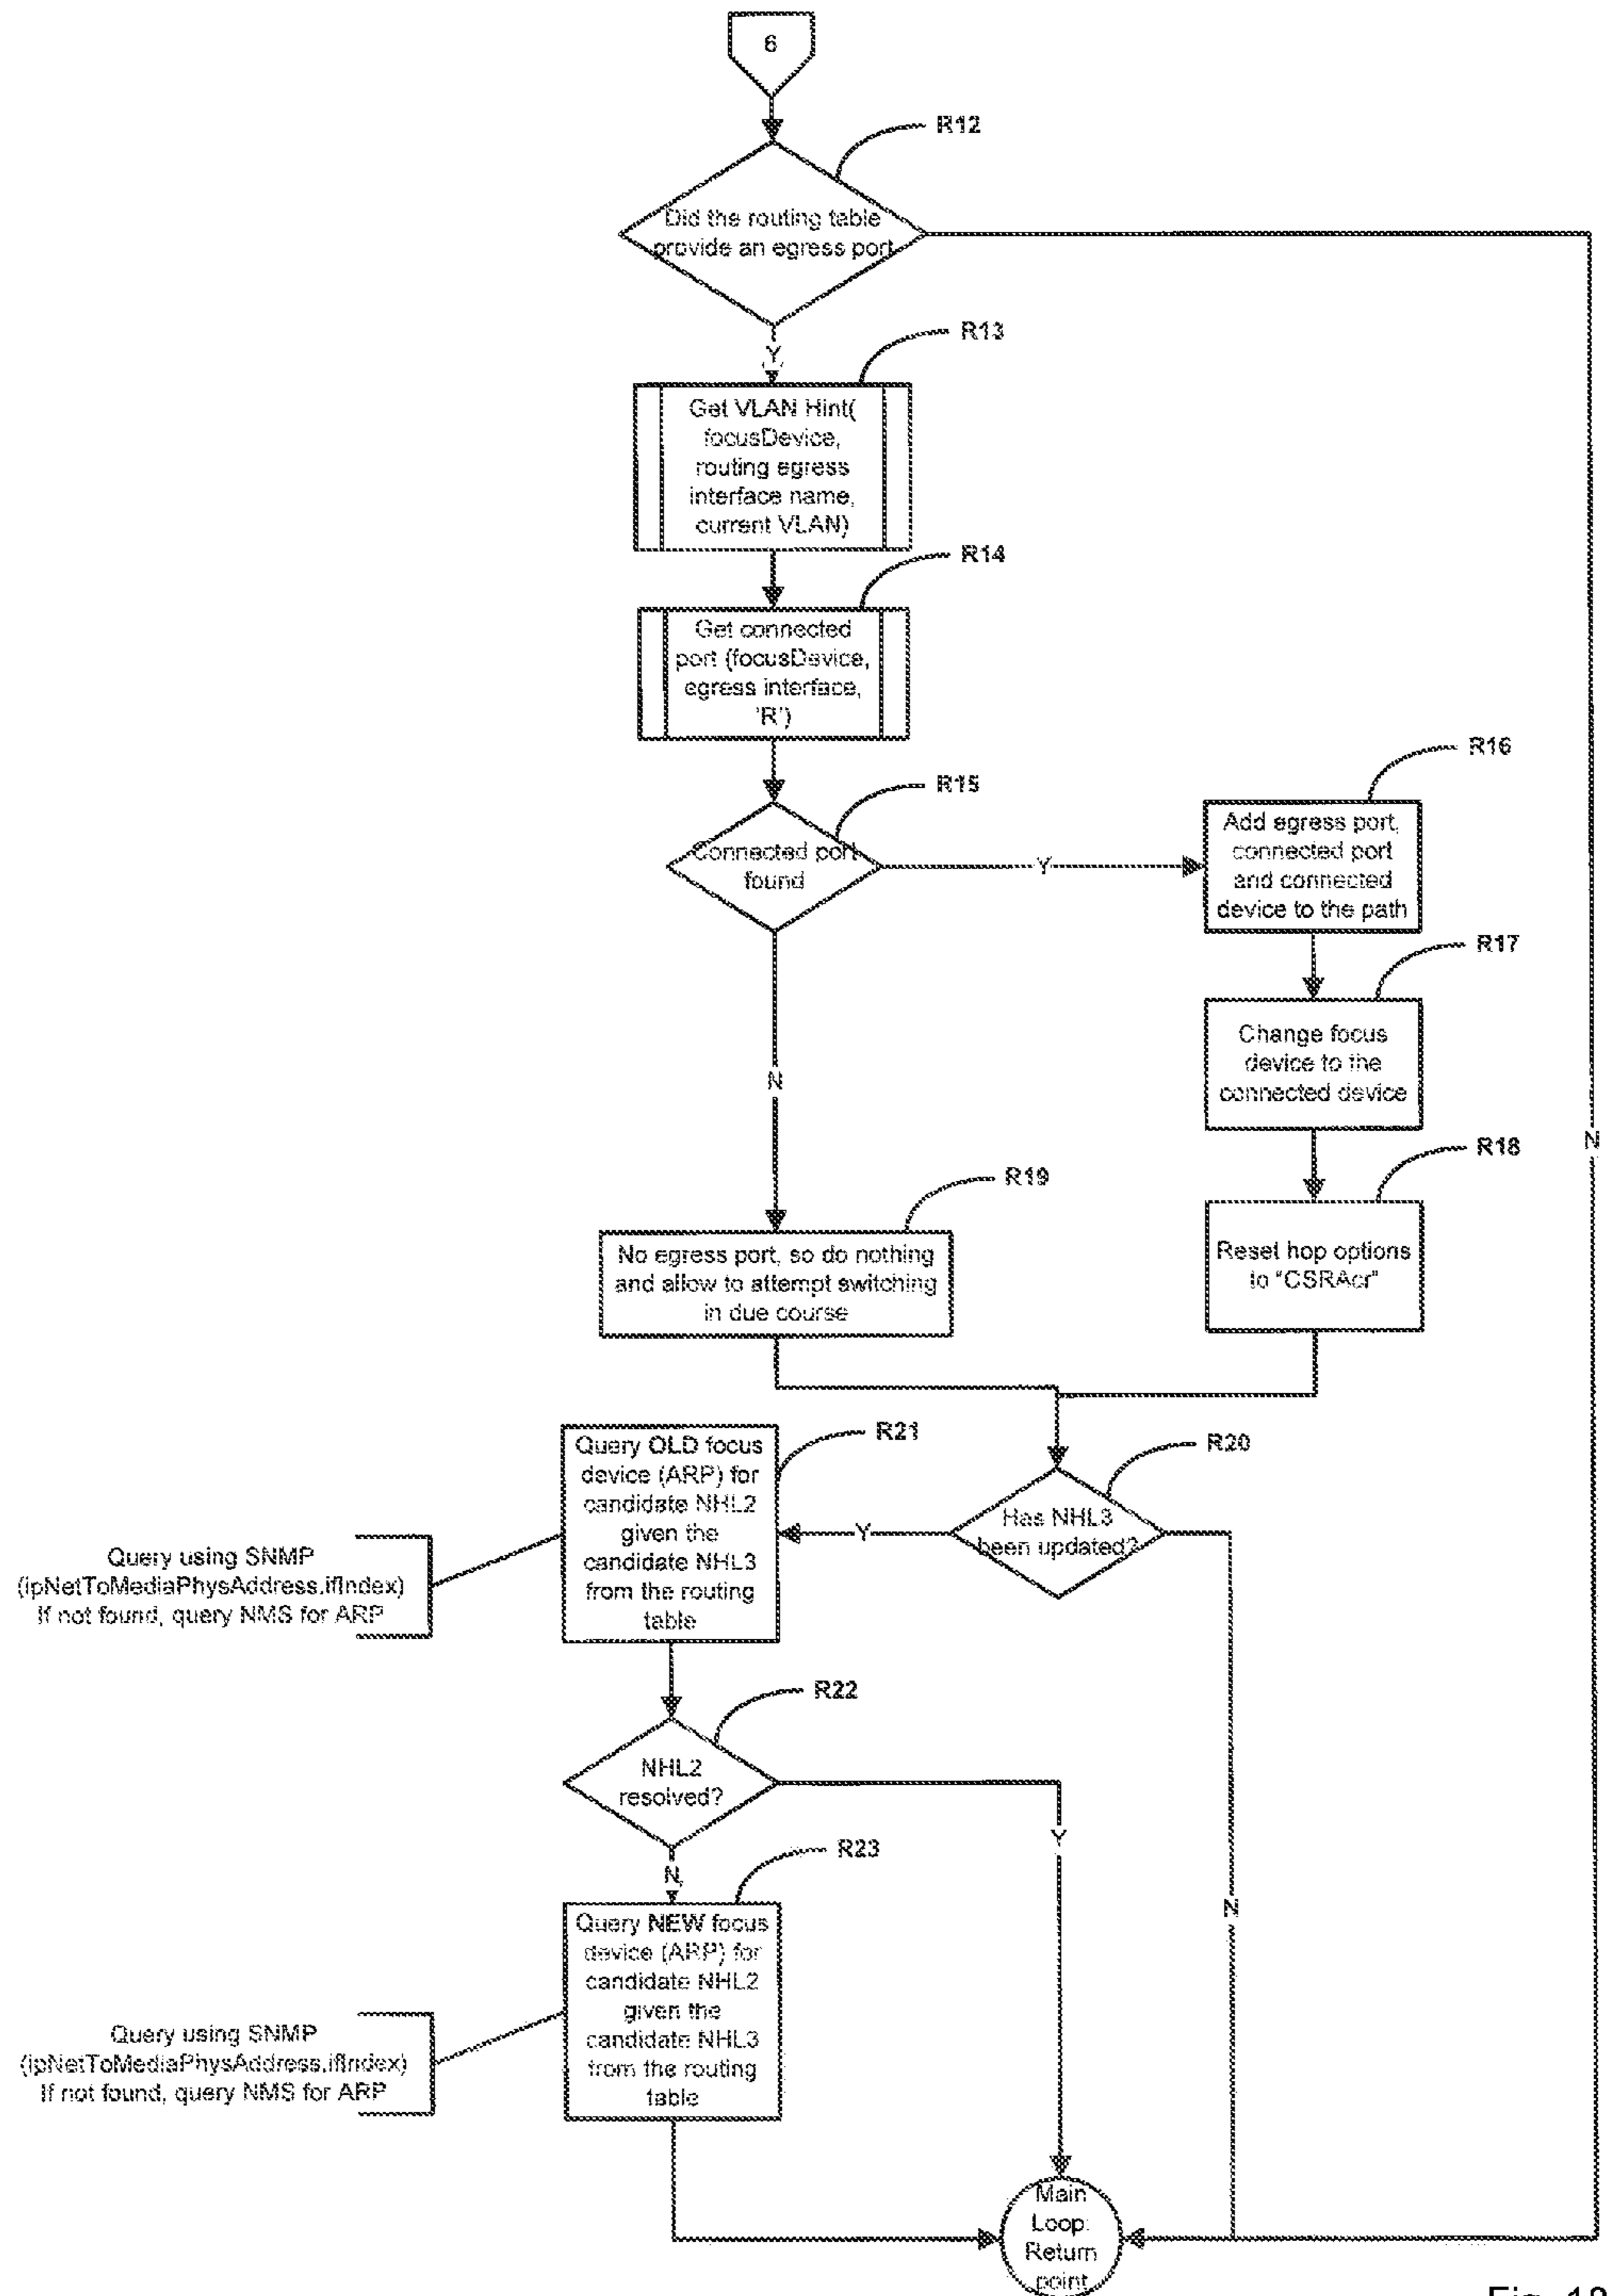 6
R12
Did the routing table
provide an egress port
R13
Y
Get VLAN Hint(
focusDevice,
routing egress
interface name,
current VLAN)
R14
Get connected
port (focusDevice,
egress interface,
'R')
R15
R16
Connected port
found
Y
Add egress port,
connected port
and connected
device to the path
R17
Change focus
device to the
connected device
N
N
R18
R19
Reset hop options
to "CSRAcr"
No egress port, so do nothing
and allow to attempt switching
in due course
R21
R20
Query OLD focus
device (ARP) for
candidate NHL2
given the
candidate NHL3
from the routing
table
Y
Has NHL3
been updated?
Query using SNMP
(ipNetToMediaPhysAddress.ifIndex)
If not found, query NMS for ARP
R22
NHL2
resolved?
Y
R23
N
N
Query NEW focus
device (ARP) for
candidate NHL2
given the
candidate NHL3
from the routing
table
Query using SNMP
(ipNetToMediaPhysAddress.ifIndex)
If not found, query NMS for ARP
Main
Loop:
Return
point
Fig. 18